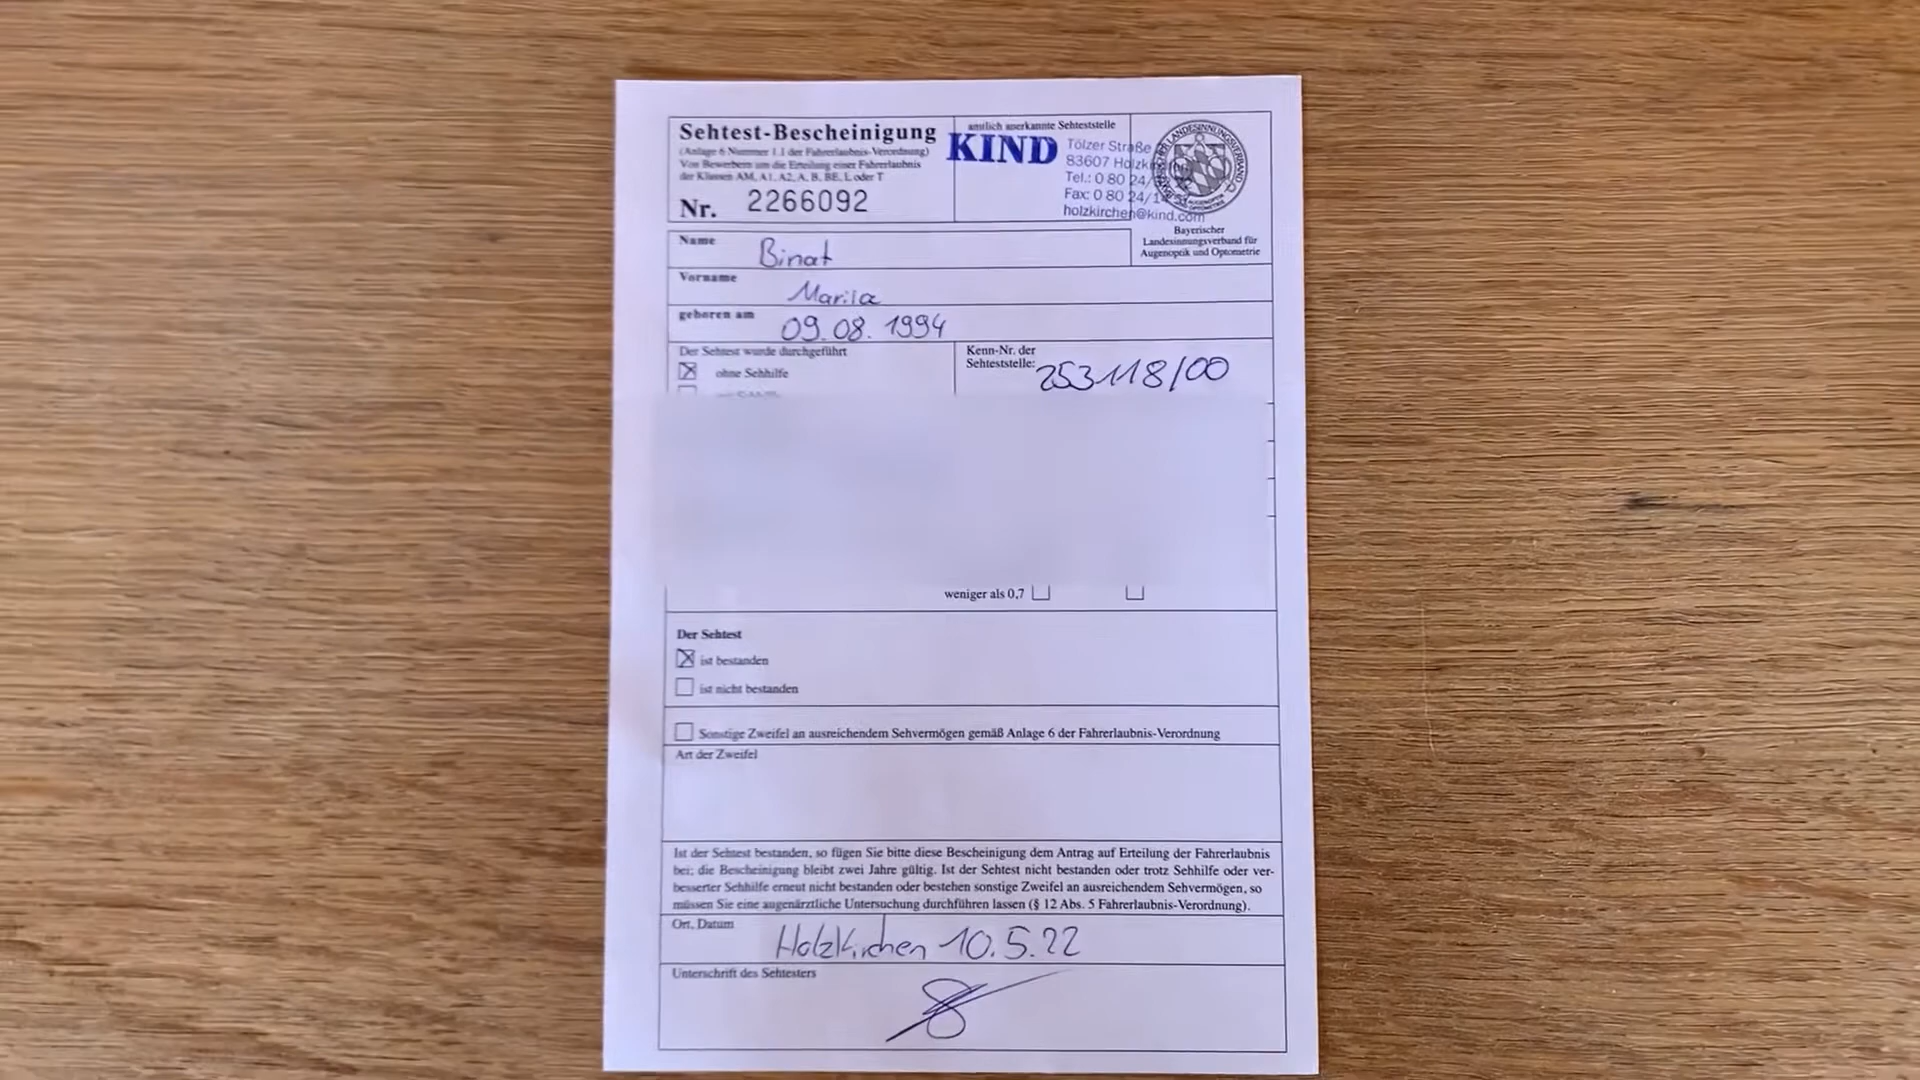 Sehtest-Bescheinigung
(Anlage 6 Nummer 1.1 der Fahrerlaubnis-Verordnung)
Von Bewerbern um die Erteilung einer Fahrerlaubnis
der Klassen AM, A1, A2, A, B, BE, L oder T
Nr. 2266092
amtlich anerkannte Sehteststelle
KIND
Tölzer Straße
83607 Holzk
Tel.: 0 80 24/
Fax: 0 80 24/1
holzkirchen@kind.com
Bayerischer
Landesinnungsverband für
Augenoptik und Optometrie
Name Binat
Vorname Mariia
geboren am 09.08.1994
Der Sehtest wurde durchgeführt
ohne Sehhilfe
Kenn-Nr. der
Sehteststelle: 253118/00
weniger als 0,7
Der Sehtest
ist bestanden
ist nicht bestanden
Sonstige Zweifel an ausreichendem Sehvermögen gemäß Anlage 6 der Fahrerlaubnis-Verordnung
Art der Zweifel
Ist der Sehtest bestanden, so fügen Sie bitte diese Bescheinigung dem Antrag auf Erteilung der Fahrerlaubnis
bei; die Bescheinigung bleibt zwei Jahre gültig. Ist der Sehtest nicht bestanden oder trotz Sehhilfe oder ver-
besserter Sehhilfe erneut nicht bestanden oder bestehen sonstige Zweifel an ausreichendem Sehvermögen, so
müssen Sie eine augenärztliche Untersuchung durchführen lassen (§ 12 Abs. 5 Fahrerlaubnis-Verordnung).
Ort, Datum Holzkirchen 10.5.22
Unterschrift des Sehtesters